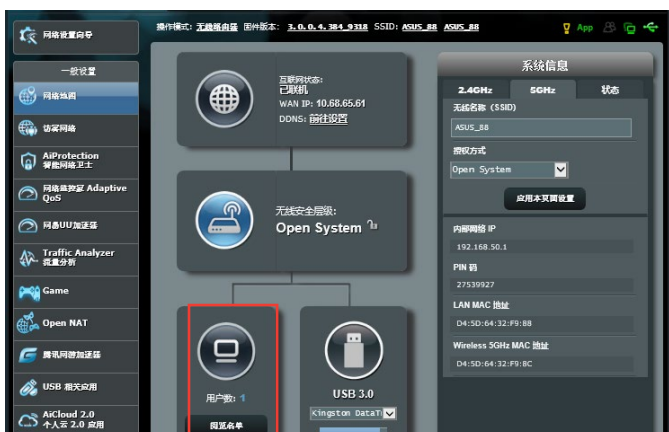 网络设置向导
操作模式: 无线路由器 固件版本: 3.0.0.4.384_9318 SSID: ASUS_88 ASUS_88
App
一般设置
网络地图
访客网络
AiProtection
智能网络卫士
网络监控家 Adaptive
QoS
网易UU加速器
Traffic Analyzer
流量分析
Game
Open NAT
腾讯网游加速器
USB 相关应用
AiCloud 2.0
个人云 2.0 应用
互联网状态:
已联机
WAN IP: 10.68.65.61
DDNS: 前往设置
无线安全层级:
Open System
用户数: 1
阅览名单
USB 3.0
Kingston DataT
系统信息
2.4GHz 5GHz 状态
无线名称 (SSID)
ASUS_88
授权方式
Open System
应用本页面设置
内部网络 IP
192.168.50.1
PIN 码
27539927
LAN MAC 地址
D4:5D:64:32:F9:88
Wireless 5GHz MAC 地址
D4:5D:64:32:F9:8C